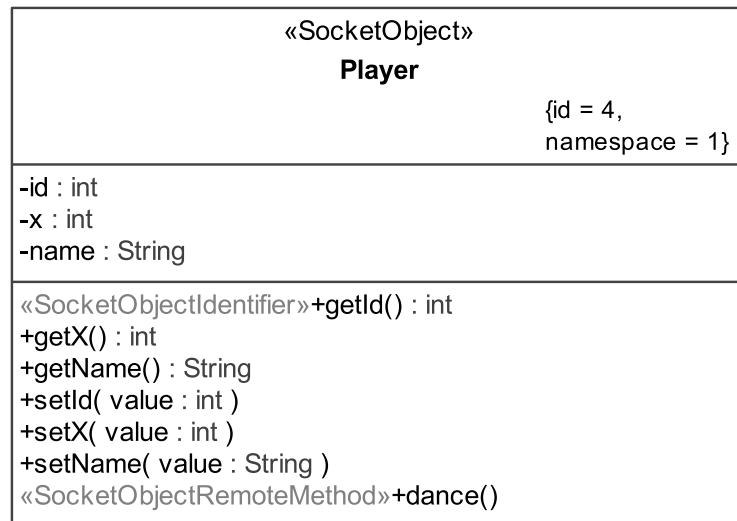 «SocketObject»
Player
{id = 4,
namespace = 1}
-id : int
-x : int
-name : String
«SocketObjectIdentifier»+getId() : int
+getX() : int
+getName() : String
+setId( value : int )
+setX( value : int )
+setName( value : String )
«SocketObjectRemoteMethod»+dance()